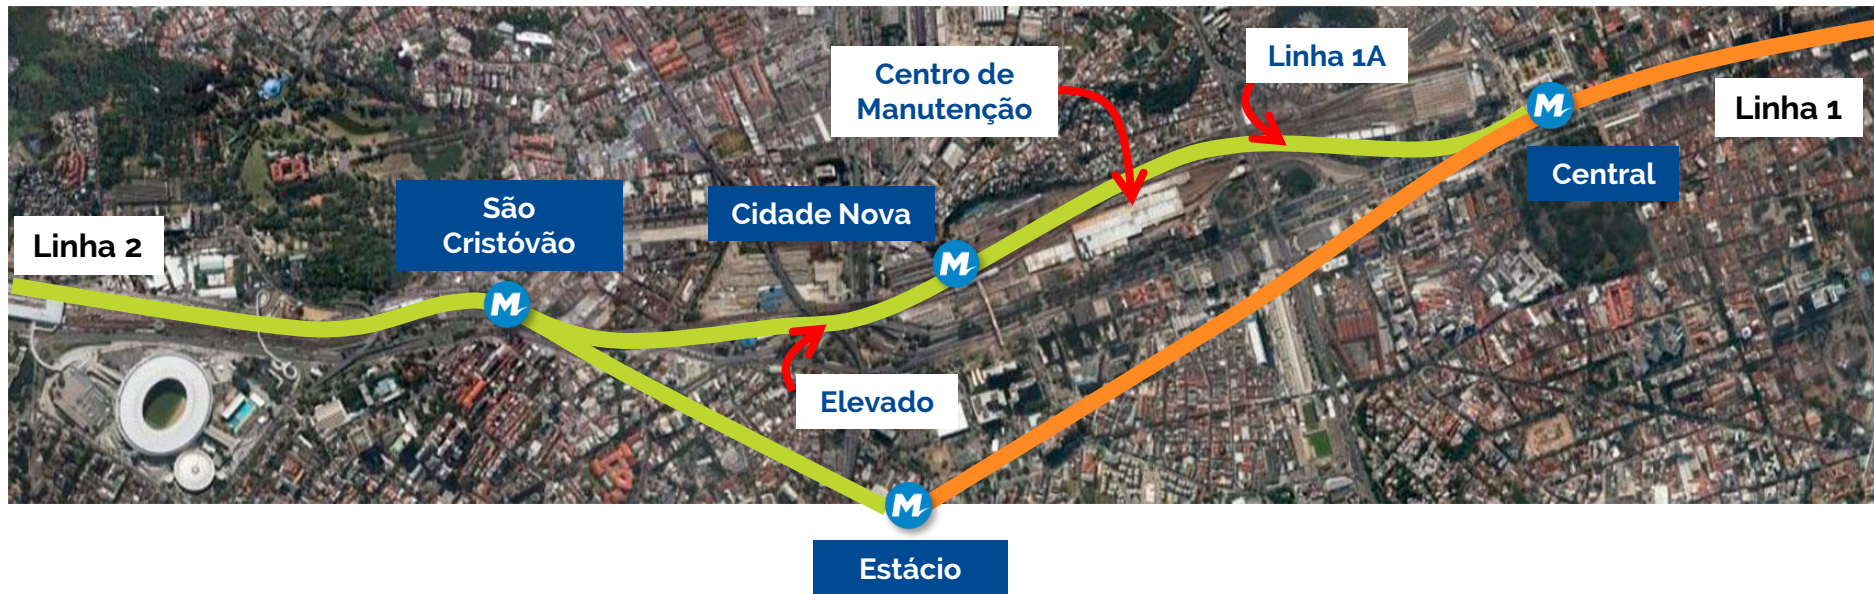 Linha 1A
Centro de
Manutenção
Linha 1
Central
São
Cristóvão
Cidade Nova
Linha 2
Elevado
Estácio
M
M
M
M